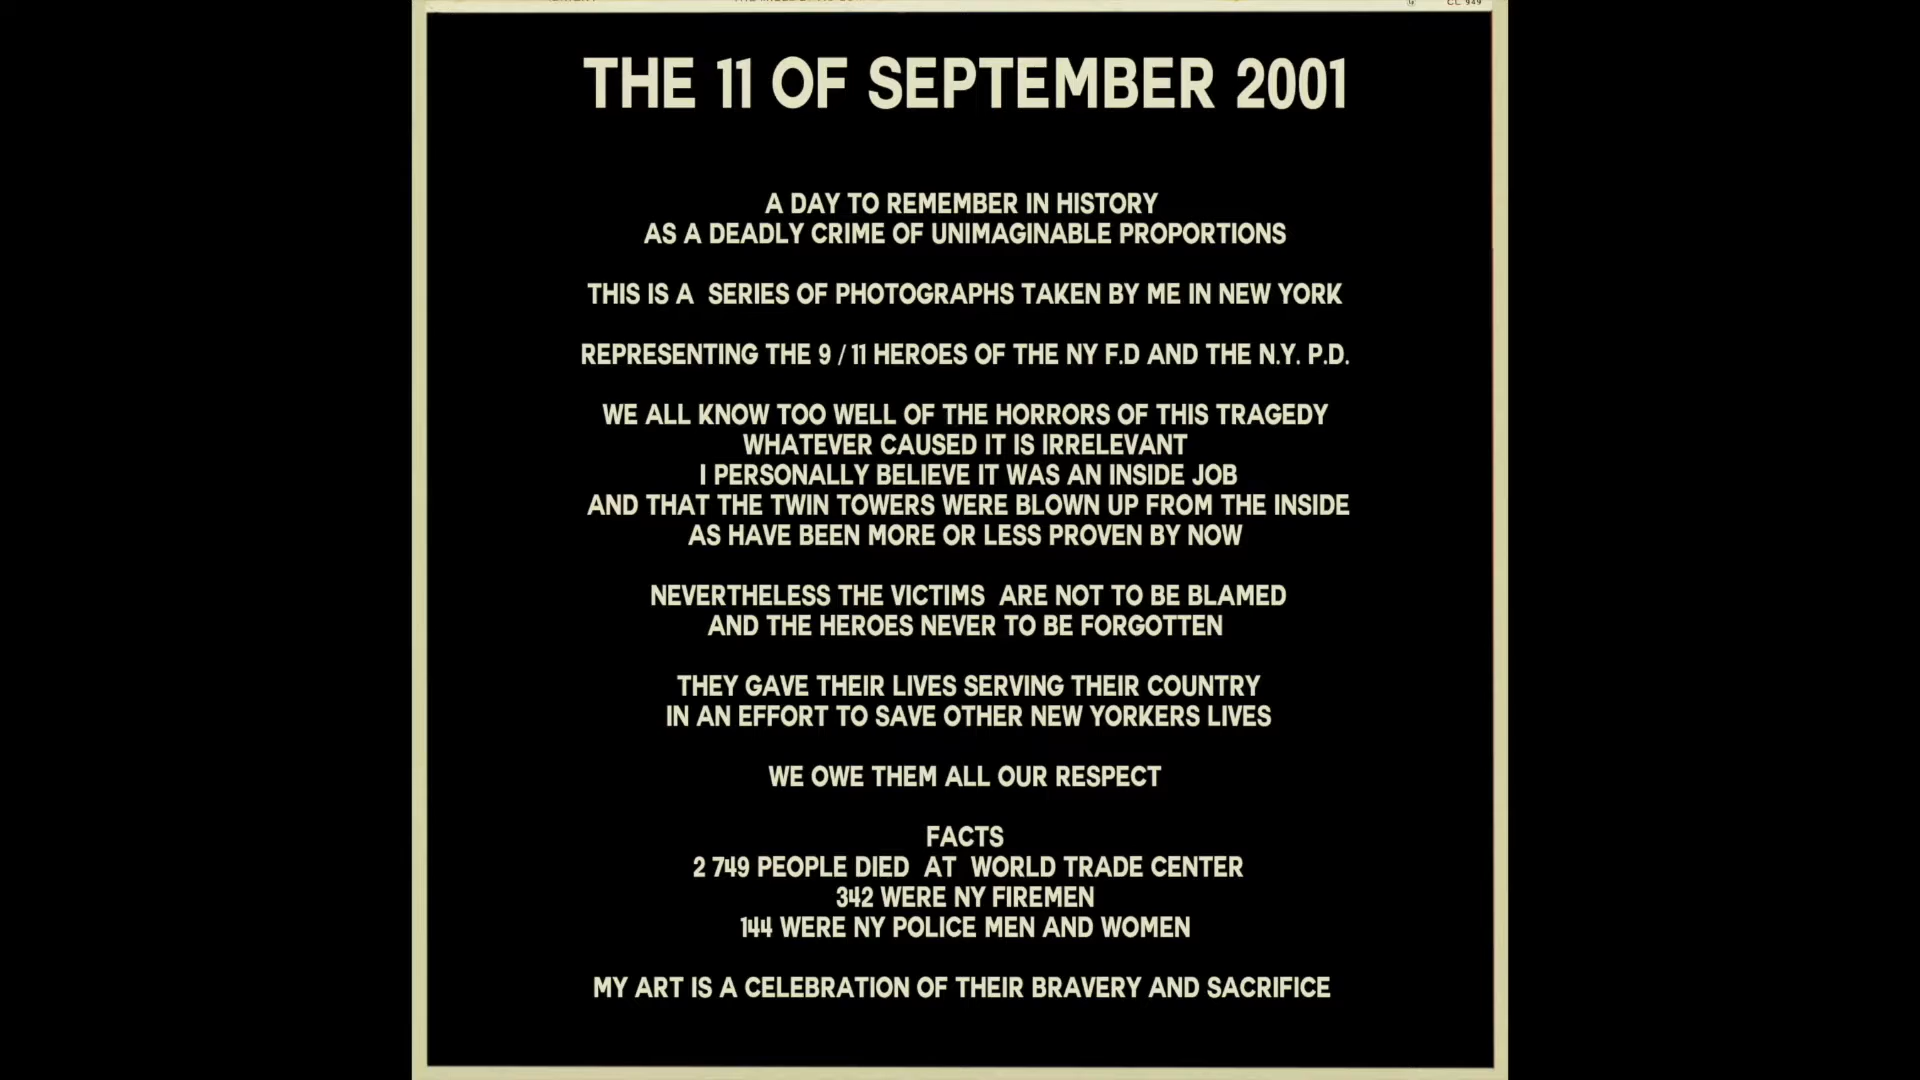 CL 949
THE 11 OF SEPTEMBER 2001
A DAY TO REMEMBER IN HISTORY
AS A DEADLY CRIME OF UNIMAGINABLE PROPORTIONS
THIS IS A SERIES OF PHOTOGRAPHS TAKEN BY ME IN NEW YORK
REPRESENTING THE 9 / 11 HEROES OF THE NY F.D AND THE N.Y. P.D.
WE ALL KNOW TOO WELL OF THE HORRORS OF THIS TRAGEDY
WHATEVER CAUSED IT IS IRRELEVANT
I PERSONALLY BELIEVE IT WAS AN INSIDE JOB
AND THAT THE TWIN TOWERS WERE BLOWN UP FROM THE INSIDE
AS HAVE BEEN MORE OR LESS PROVEN BY NOW
NEVERTHELESS THE VICTIMS ARE NOT TO BE BLAMED
AND THE HEROES NEVER TO BE FORGOTTEN
THEY GAVE THEIR LIVES SERVING THEIR COUNTRY
IN AN EFFORT TO SAVE OTHER NEW YORKERS LIVES
WE OWE THEM ALL OUR RESPECT
FACTS
2 749 PEOPLE DIED AT WORLD TRADE CENTER
342 WERE NY FIREMEN
144 WERE NY POLICE MEN AND WOMEN
MY ART IS A CELEBRATION OF THEIR BRAVERY AND SACRIFICE